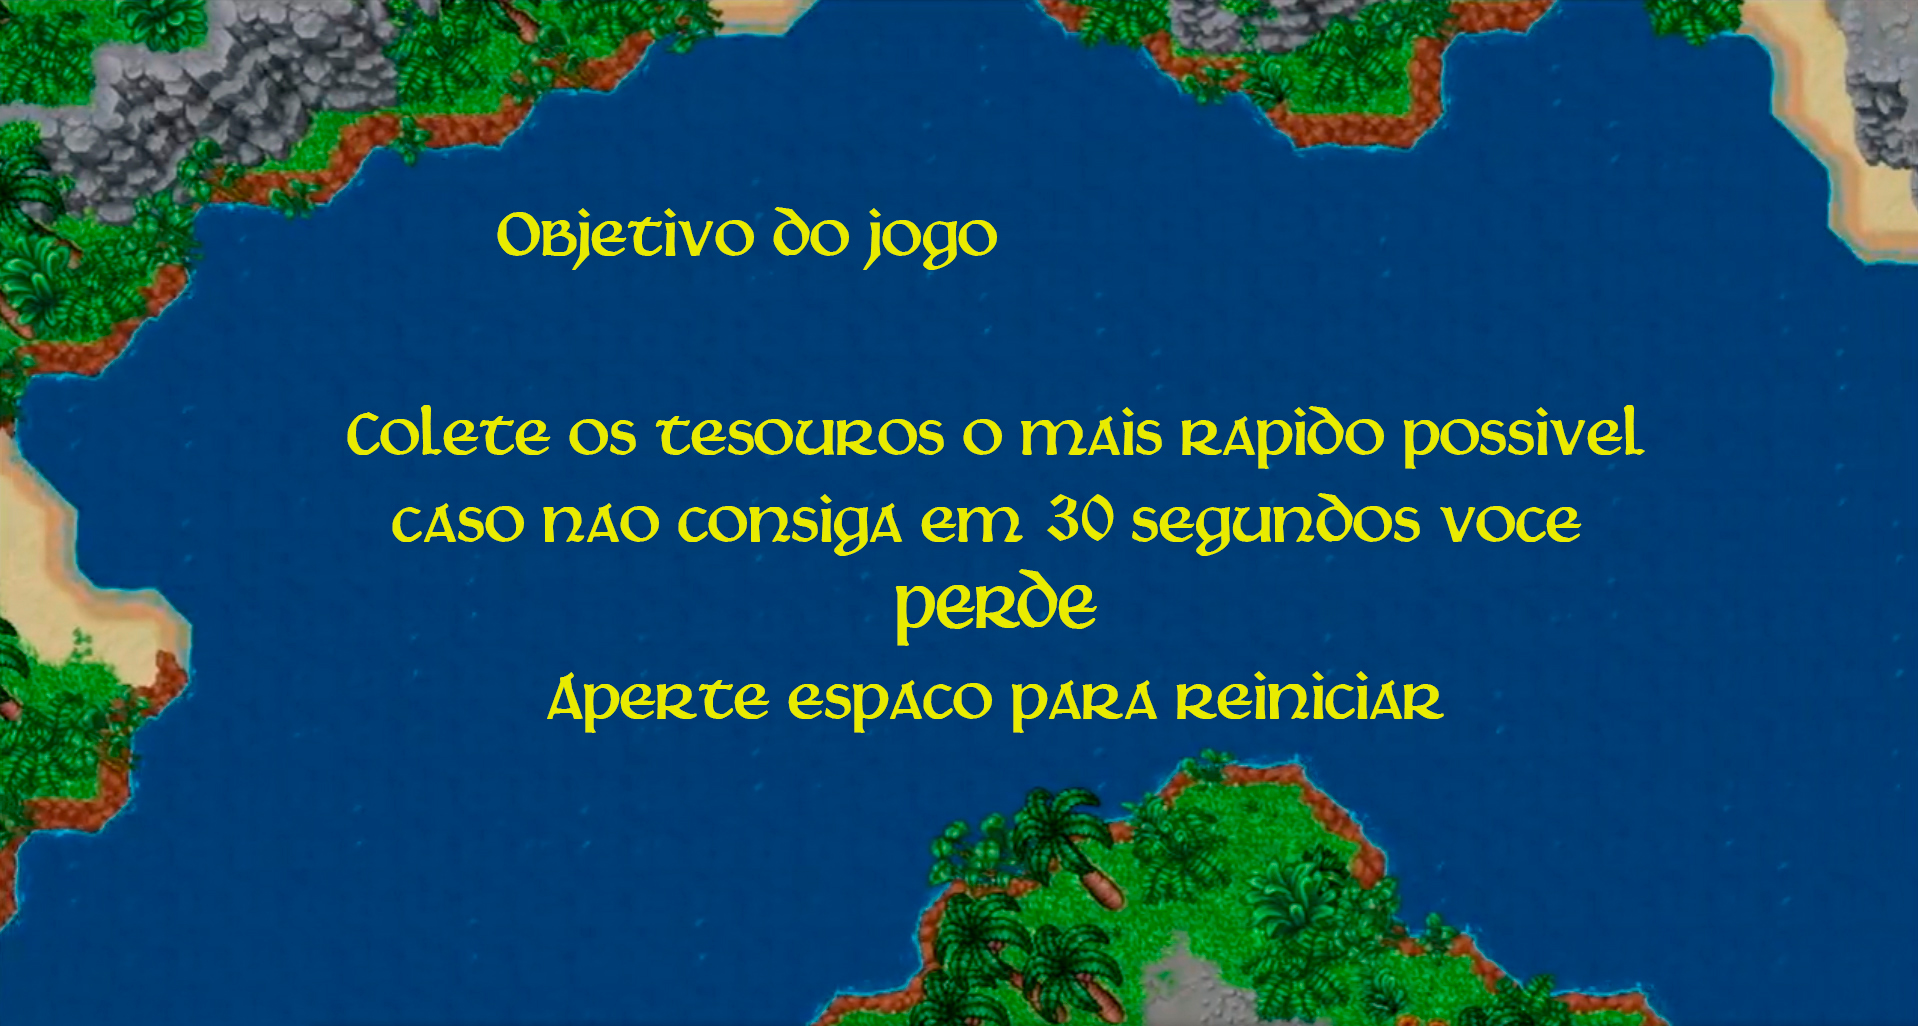 Objetivo do jogo
Colete os tesouros o mais rapido possivel
caso nao consiga em 30 segundos voce
perde
Aperte espaco para reiniciar